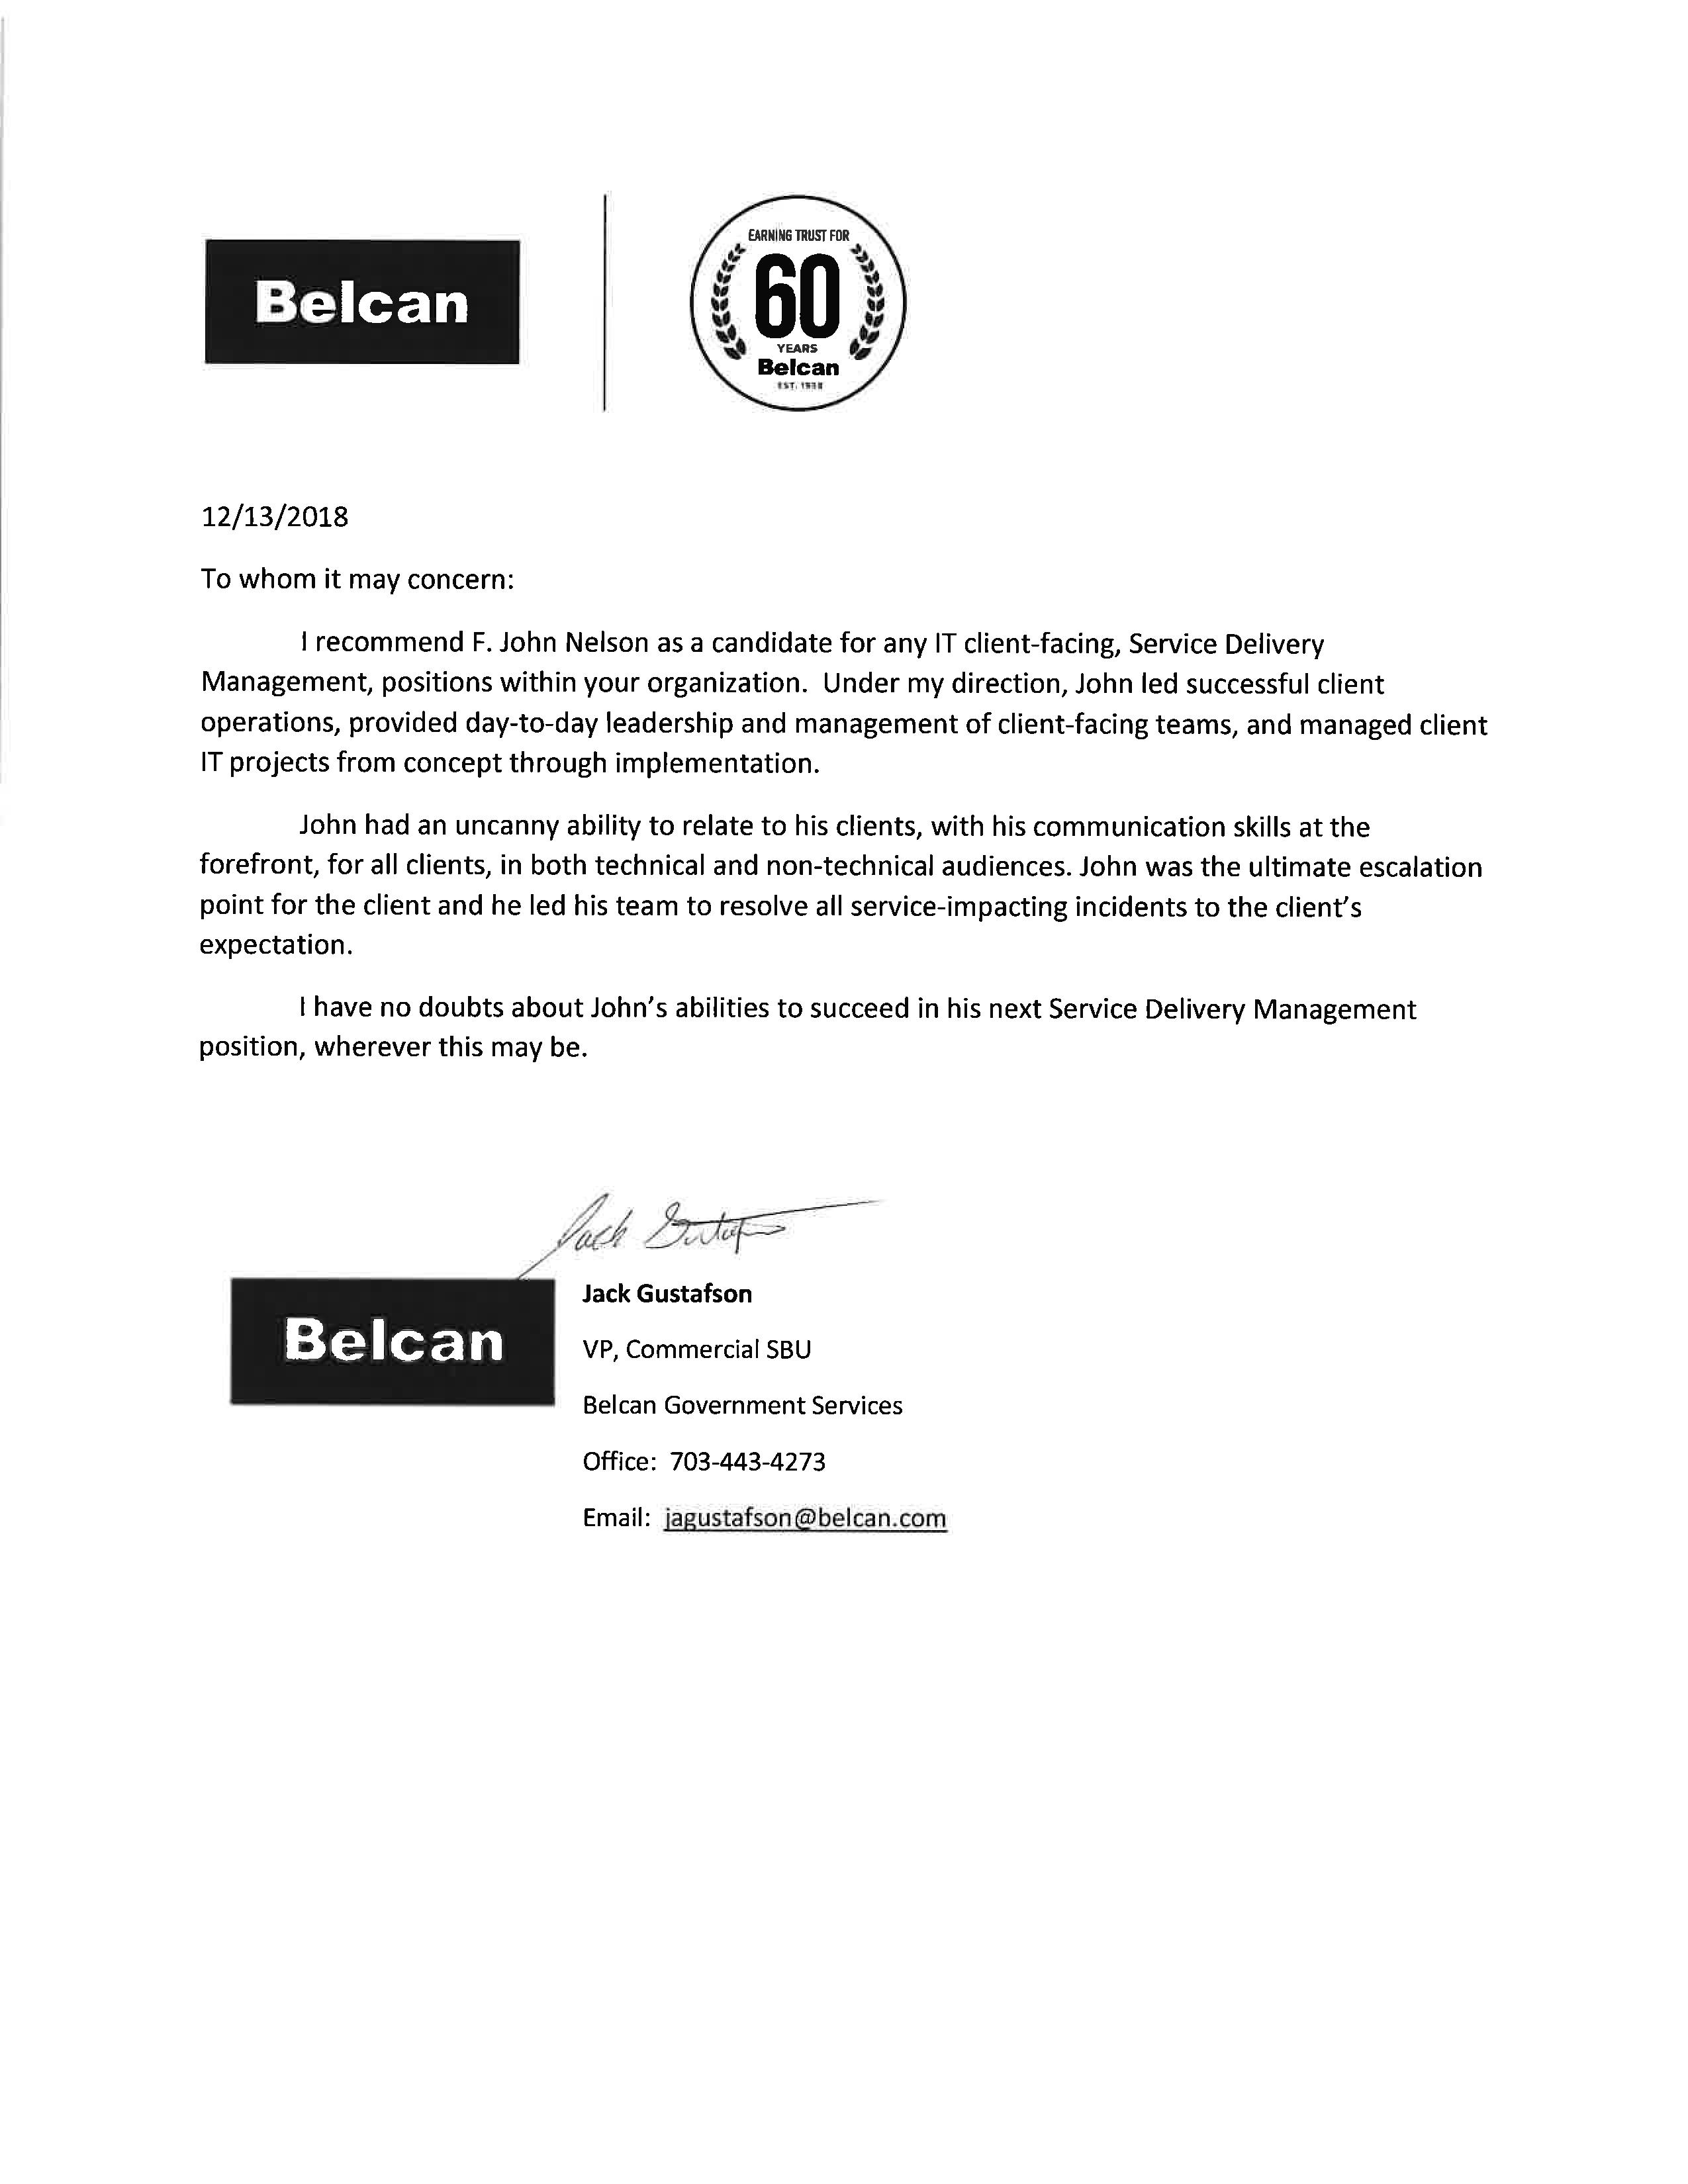 Belcan
EARNING TRUST FOR
60
YEARS
Belcan
EST. 1958
12/13/2018
To whom it may concern:
I recommend F. John Nelson as a candidate for any IT client-facing, Service Delivery
Management, positions within your organization.  Under my direction, John led successful client
operations, provided day-to-day leadership and management of client-facing teams, and managed client
IT projects from concept through implementation.
John had an uncanny ability to relate to his clients, with his communication skills at the
forefront, for all clients, in both technical and non-technical audiences. John was the ultimate escalation
point for the client and he led his team to resolve all service-impacting incidents to the client's
expectation.
I have no doubts about John's abilities to succeed in his next Service Delivery Management
position, wherever this may be.
Jack Gustafson
Belcan
Jack Gustafson
VP, Commercial SBU
Belcan Government Services
Office:  703-443-4273
Email:  jagustafson@belcan.com